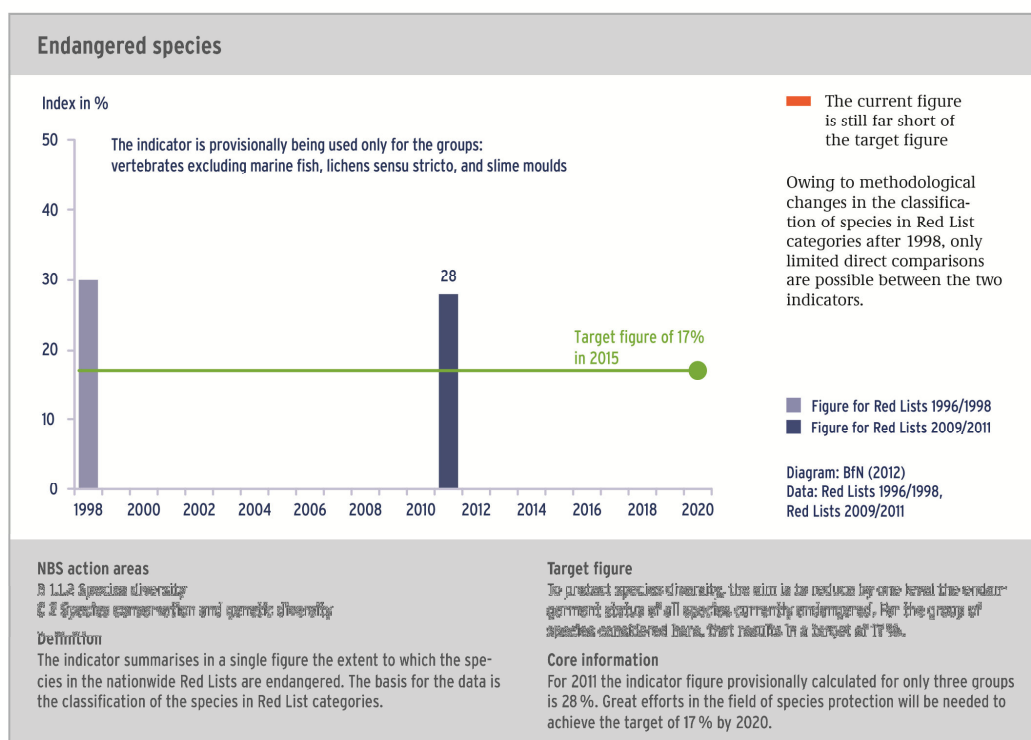 Endangered species
Index in %
The indicator is provisionally being used only for the groups:
vertebrates excluding marine fish, lichens sensu stricto, and slime moulds
50
40
30
20
10
0
28
Target figure of 17%
in 2015
1998 2000 2002 2004 2006 2008 2010 2012 2014 2016 2018 2020
The current figure
is still far short of
the target figure
Owing to methodological
changes in the classifica-
tion of species in Red List
categories after 1998, only
limited direct comparisons
are possible between the two
indicators.
Figure for Red Lists 1996/1998
Figure for Red Lists 2009/2011
Diagram: BfN (2012)
Data: Red Lists 1996/1998,
Red Lists 2009/2011
NBS action areas
B 1.1.2 Species diversity
C 2 Species conservation and genetic diversity
Definition
The indicator summarises in a single figure the extent to which the spe-
cies in the nationwide Red Lists are endangered. The basis for the data is
the classification of the species in Red List categories.
Target figure
To protect species diversity, the aim is to reduce by one level the endan-
germent status of all species currently endangered. For the group of
species considered here, that results in a target of 17 %.
Core information
For 2011 the indicator figure provisionally calculated for only three groups
is 28 %. Great efforts in the field of species protection will be needed to
achieve the target of 17 % by 2020.